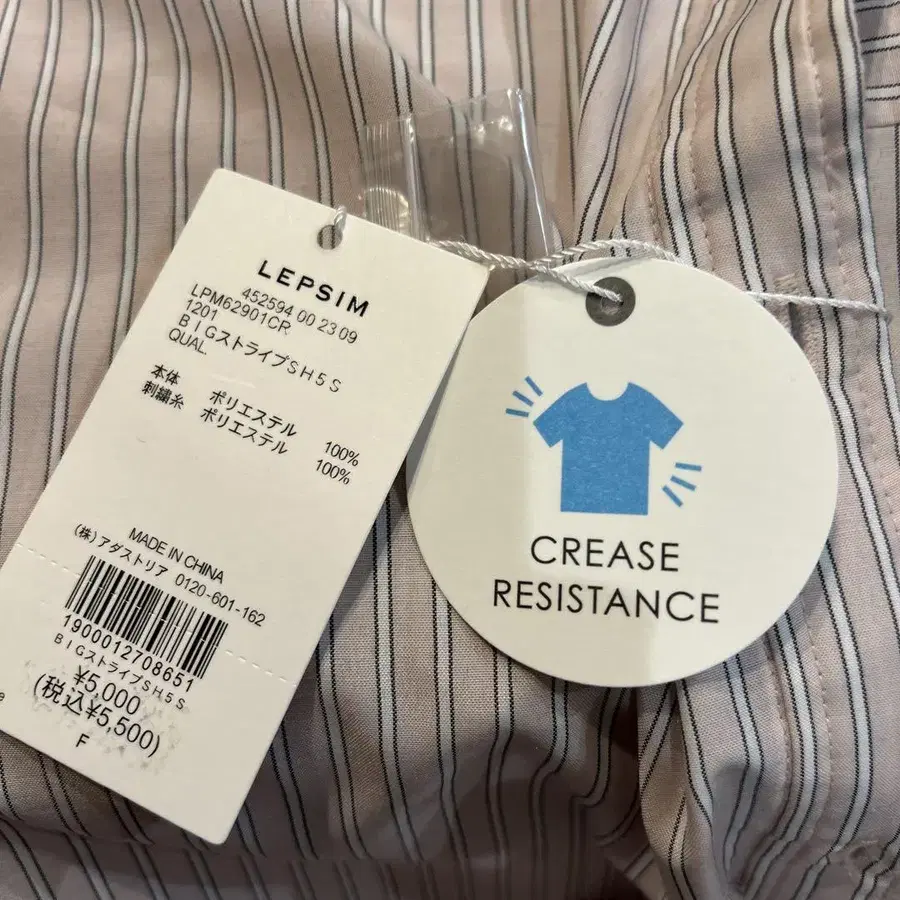 LEPSIM
452594 00 23 09
LPM62901CR
1201
BIGストライプSH5S
QUAL.
本体 ポリエステル 100%
刺繍糸 ポリエステル 100%
MADE IN CHINA
(株)アダストリア 0120-601-162
1900012708651
BIGストライプSH5S
¥5,000
(税込¥5,500)
F
CREASE
RESISTANCE